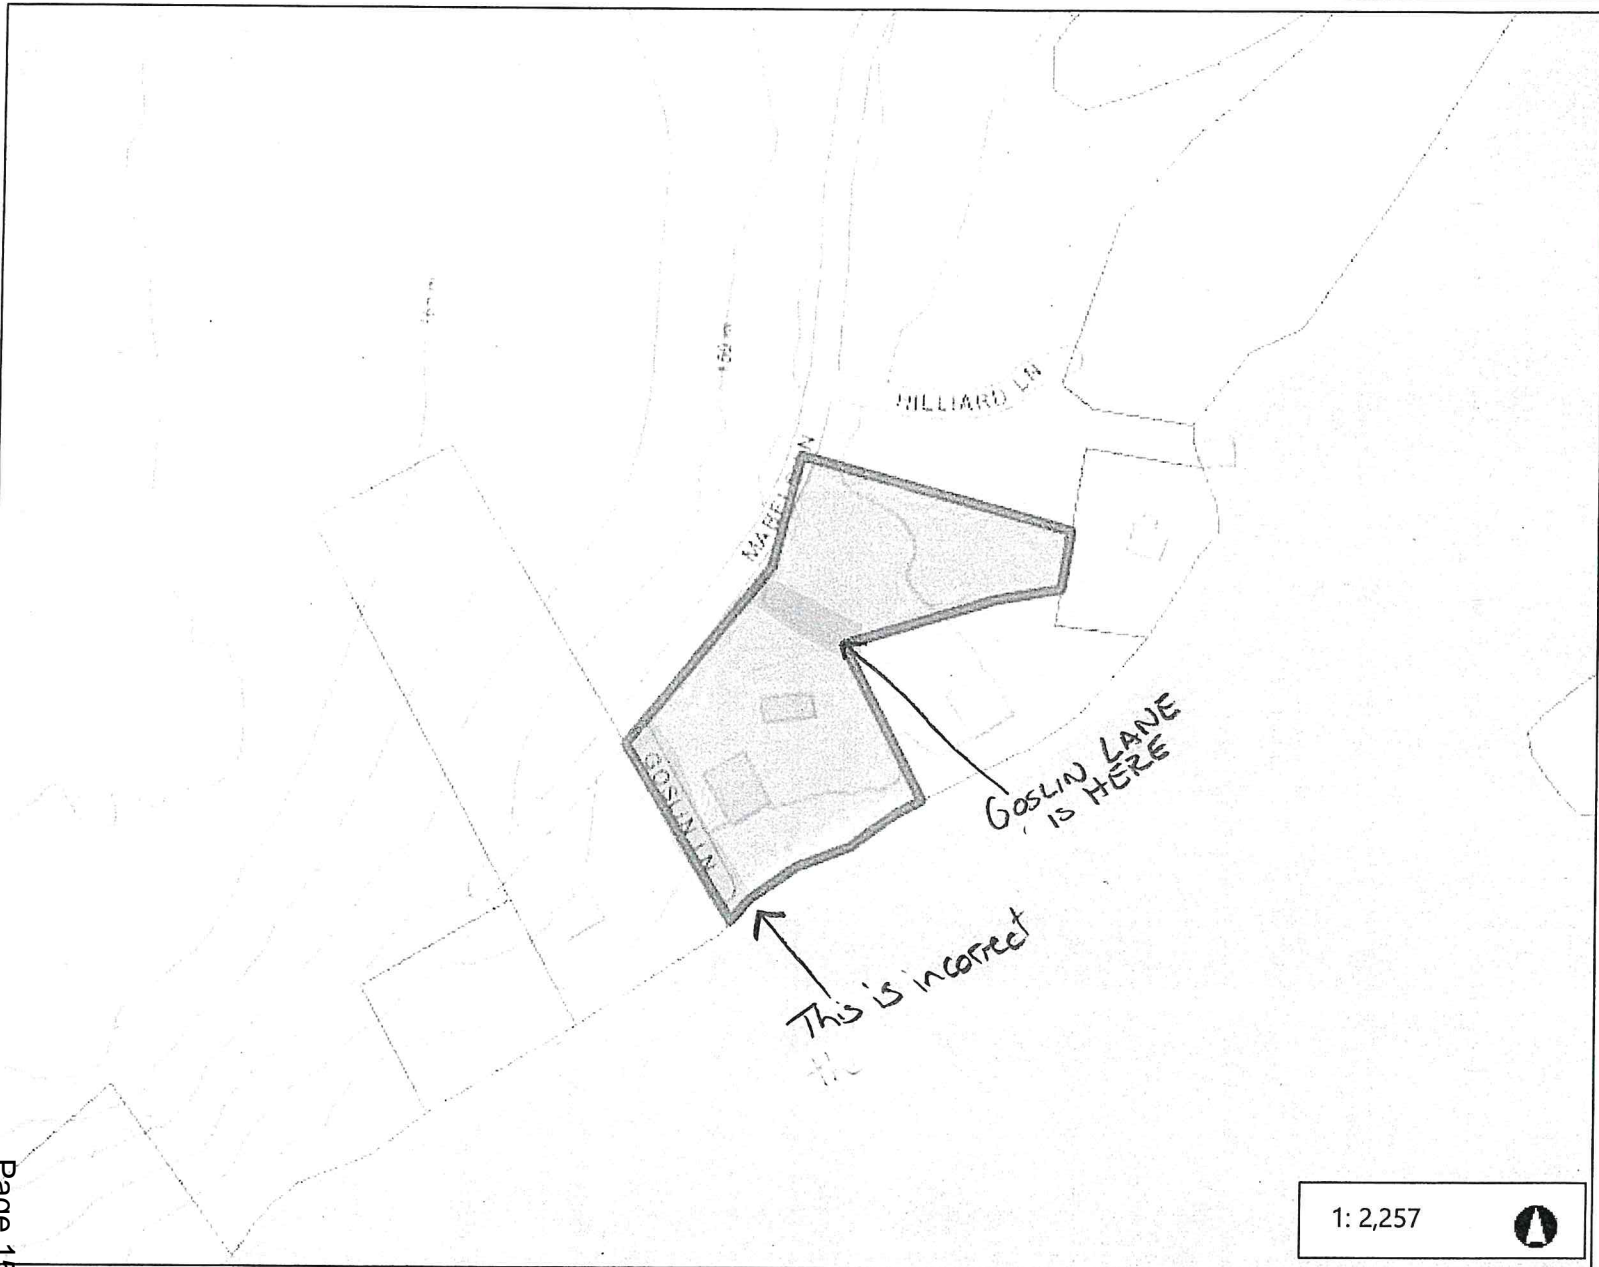 HILLIARD LN
GOSLIN LN
GOSLIN LANE
IS HERE
This is incorrect
1: 2,257